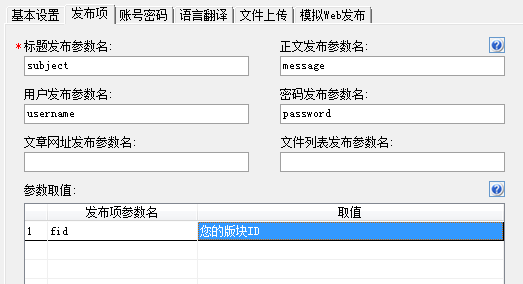 基本设置 发布项 账号密码 语言翻译 文件上传 模拟Web发布
*标题发布参数名: 正文发布参数名:
subject message
用户发布参数名: 密码发布参数名:
username password
文章网址发布参数名: 文件列表发布参数名:
参数取值:
发布项参数名 取值
1 fid 您的版块ID